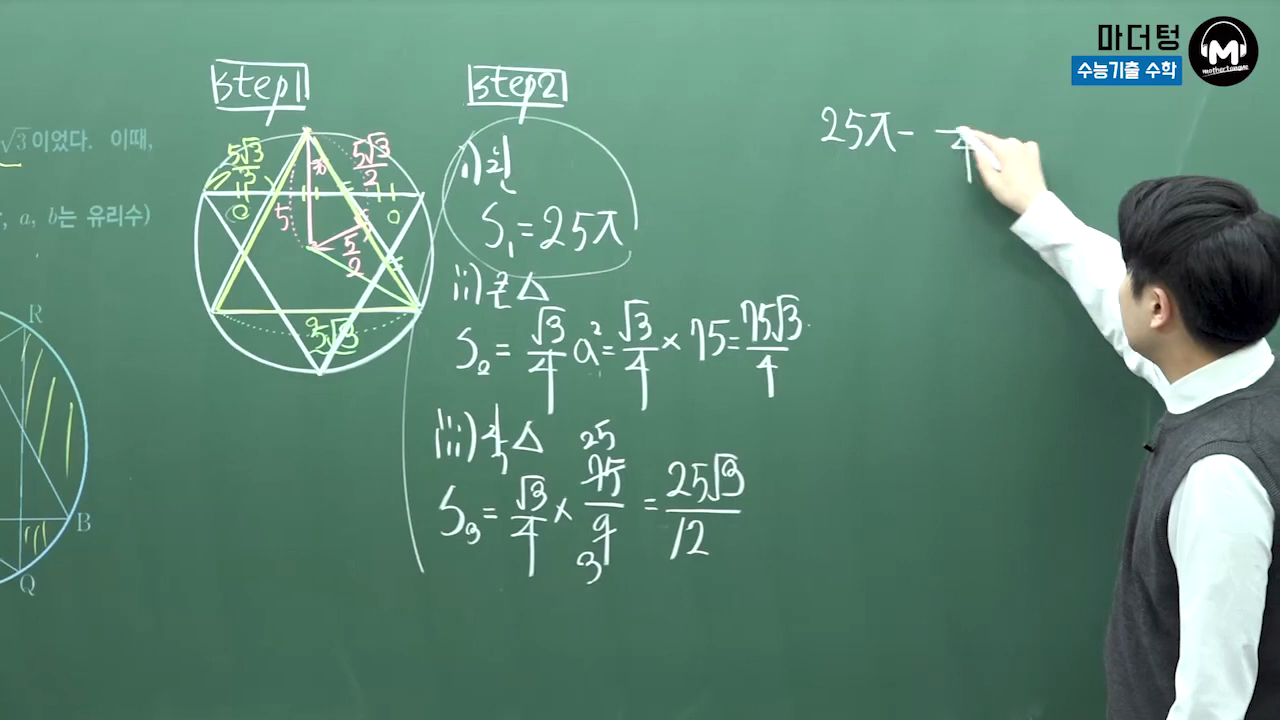 마더텅
수능기출 수학
mothertongue
√3이었다. 이때,
, a, b는 유리수)
R
B
Q
step1
5√3/3
5√3/2
5
5/2
5√3
step2
i) 원
S₁ = 25π
ii) 큰 △
S₂ = √3/4 a² = √3/4 × 75 = 75√3/4
iii) 작 △
S₃ = √3/4 × 75/9 = 25√3/12
25
3
25π - /4